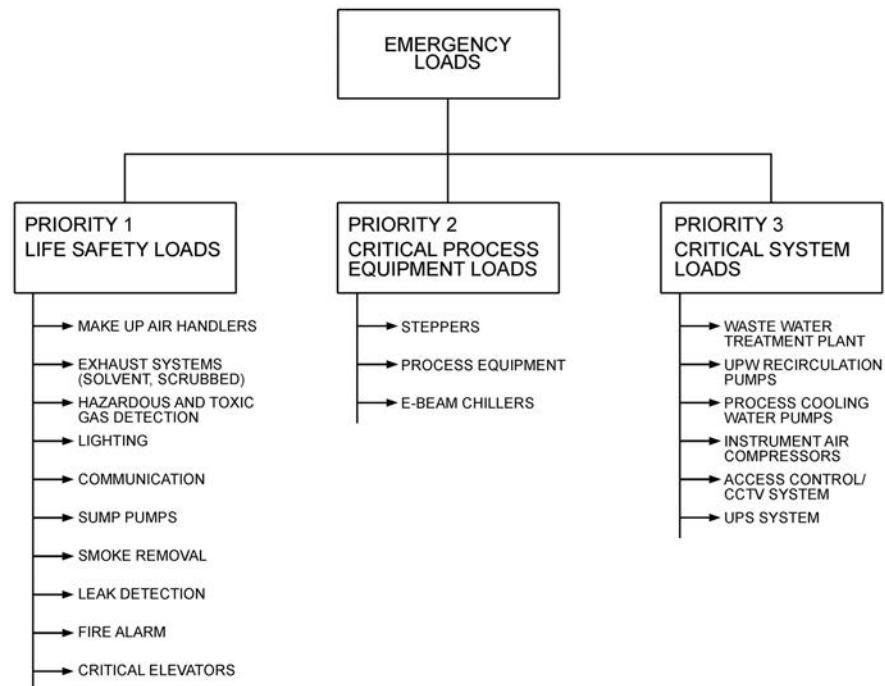 EMERGENCY
LOADS
PRIORITY 1
LIFE SAFETY LOADS
MAKE UP AIR HANDLERS
EXHAUST SYSTEMS
(SOLVENT, SCRUBBED)
HAZARDOUS AND TOXIC
GAS DETECTION
LIGHTING
COMMUNICATION
SUMP PUMPS
SMOKE REMOVAL
LEAK DETECTION
FIRE ALARM
CRITICAL ELEVATORS
PRIORITY 2
CRITICAL PROCESS
EQUIPMENT LOADS
STEPPERS
PROCESS EQUIPMENT
E-BEAM CHILLERS
PRIORITY 3
CRITICAL SYSTEM
LOADS
WASTE WATER
TREATMENT PLANT
UPW RECIRCULATION
PUMPS
PROCESS COOLING
WATER PUMPS
INSTRUMENT AIR
COMPRESSORS
ACCESS CONTROL/
CCTV SYSTEM
UPS SYSTEM